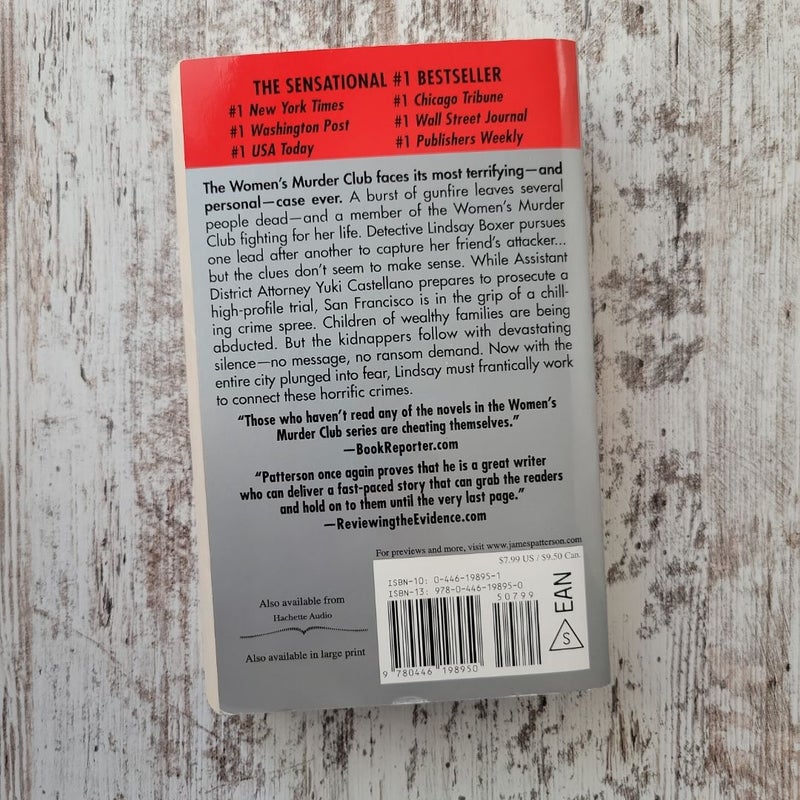 THE SENSATIONAL #1 BESTSELLER
#1 New York Times
#1 Washington Post
#1 USA Today
#1 Chicago Tribune
#1 Wall Street Journal
#1 Publishers Weekly
The Women's Murder Club faces its most terrifying—and
personal—case ever. A burst of gunfire leaves several
people dead—and a member of the Women's Murder
Club fighting for her life. Detective Lindsay Boxer pursues
one lead after another to capture her friend's attacker...
but the clues don't seem to make sense. While Assistant
District Attorney Yuki Castellano prepares to prosecute a
high-profile trial, San Francisco is in the grip of a chill-
ing crime spree. Children of wealthy families are being
abducted. But the kidnappers follow with devastating
silence—no message, no ransom demand. Now with the
entire city plunged into fear, Lindsay must frantically work
to connect these horrific crimes.
"Those who haven't read any of the novels in the Women's
Murder Club series are cheating themselves."
—BookReporter.com
"Patterson once again proves that he is a great writer
who can deliver a fast-paced story that can grab the readers
and hold on to them until the very last page."
—ReviewingTheEvidence.com
For previews and more, visit www.jamespatterson.com
$7.99 US / $9.50 Can.
ISBN-10: 0-446-19895-1
ISBN-13: 978-0-446-19895-0
50799
9 780446 198950
S
EAN
Also available from
Hachette Audio
Also available in large print